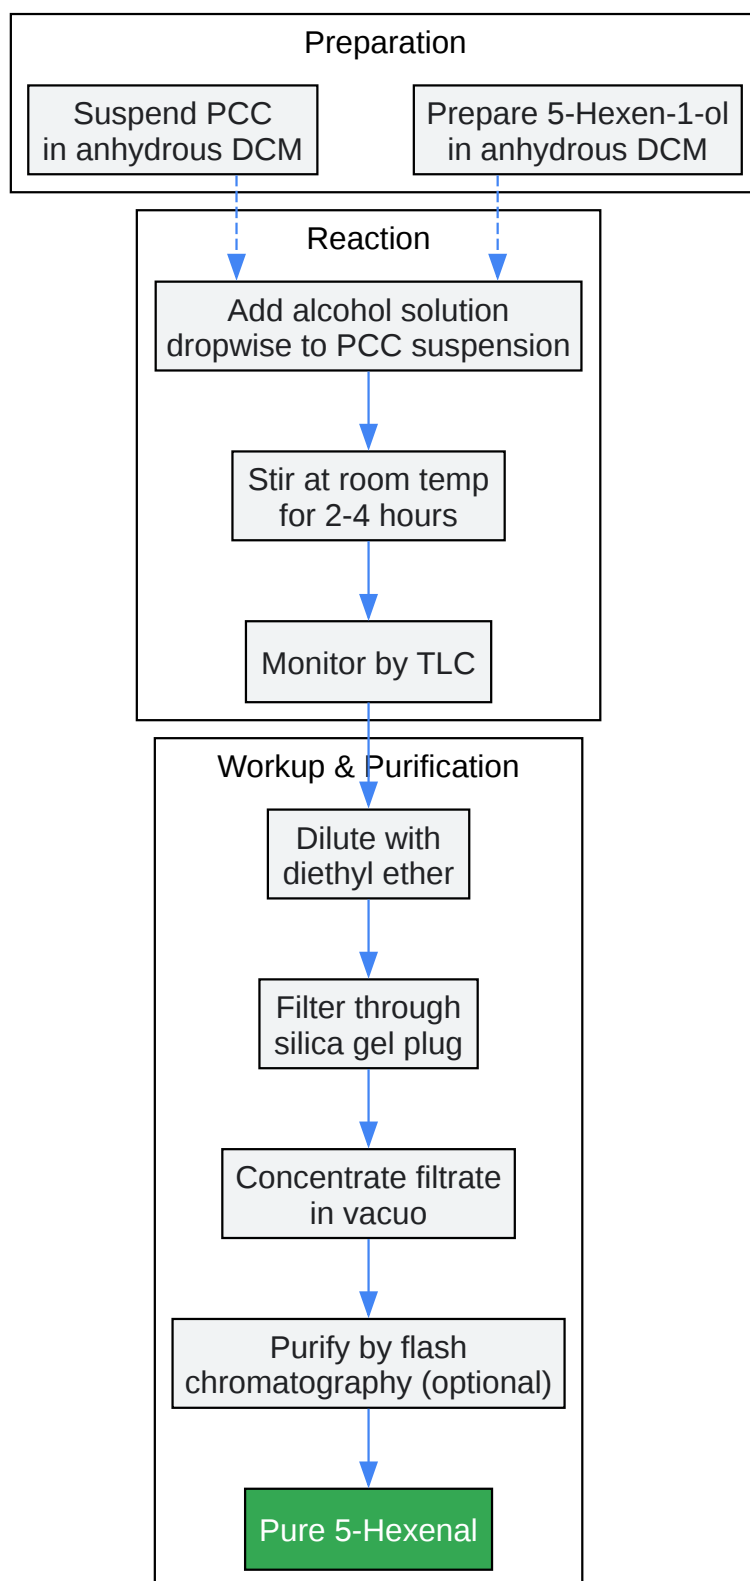 Preparation
Suspend PCC
in anhydrous DCM
Prepare 5-Hexen-1-ol
in anhydrous DCM
Reaction
Add alcohol solution
dropwise to PCC suspension
Stir at room temp
for 2-4 hours
Monitor by TLC
Workup & Purification
Dilute with
diethyl ether
Filter through
silica gel plug
Concentrate filtrate
in vacuo
Purify by flash
chromatography (optional)
Pure 5-Hexenal